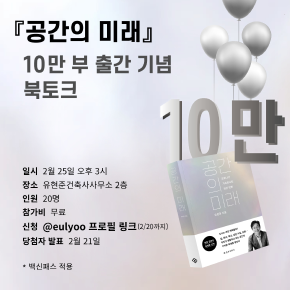 『공간의 미래』
10만 부 출간 기념
북토크
10만
공간
의 미래
일시 2월 25일 오후 3시
장소 유현준건축사사무소 2층
인원 20명
참가비 무료
신청 @eulyoo 프로필 링크(2/20까지)
당첨자 발표 2월 21일
* 백신패스 적용